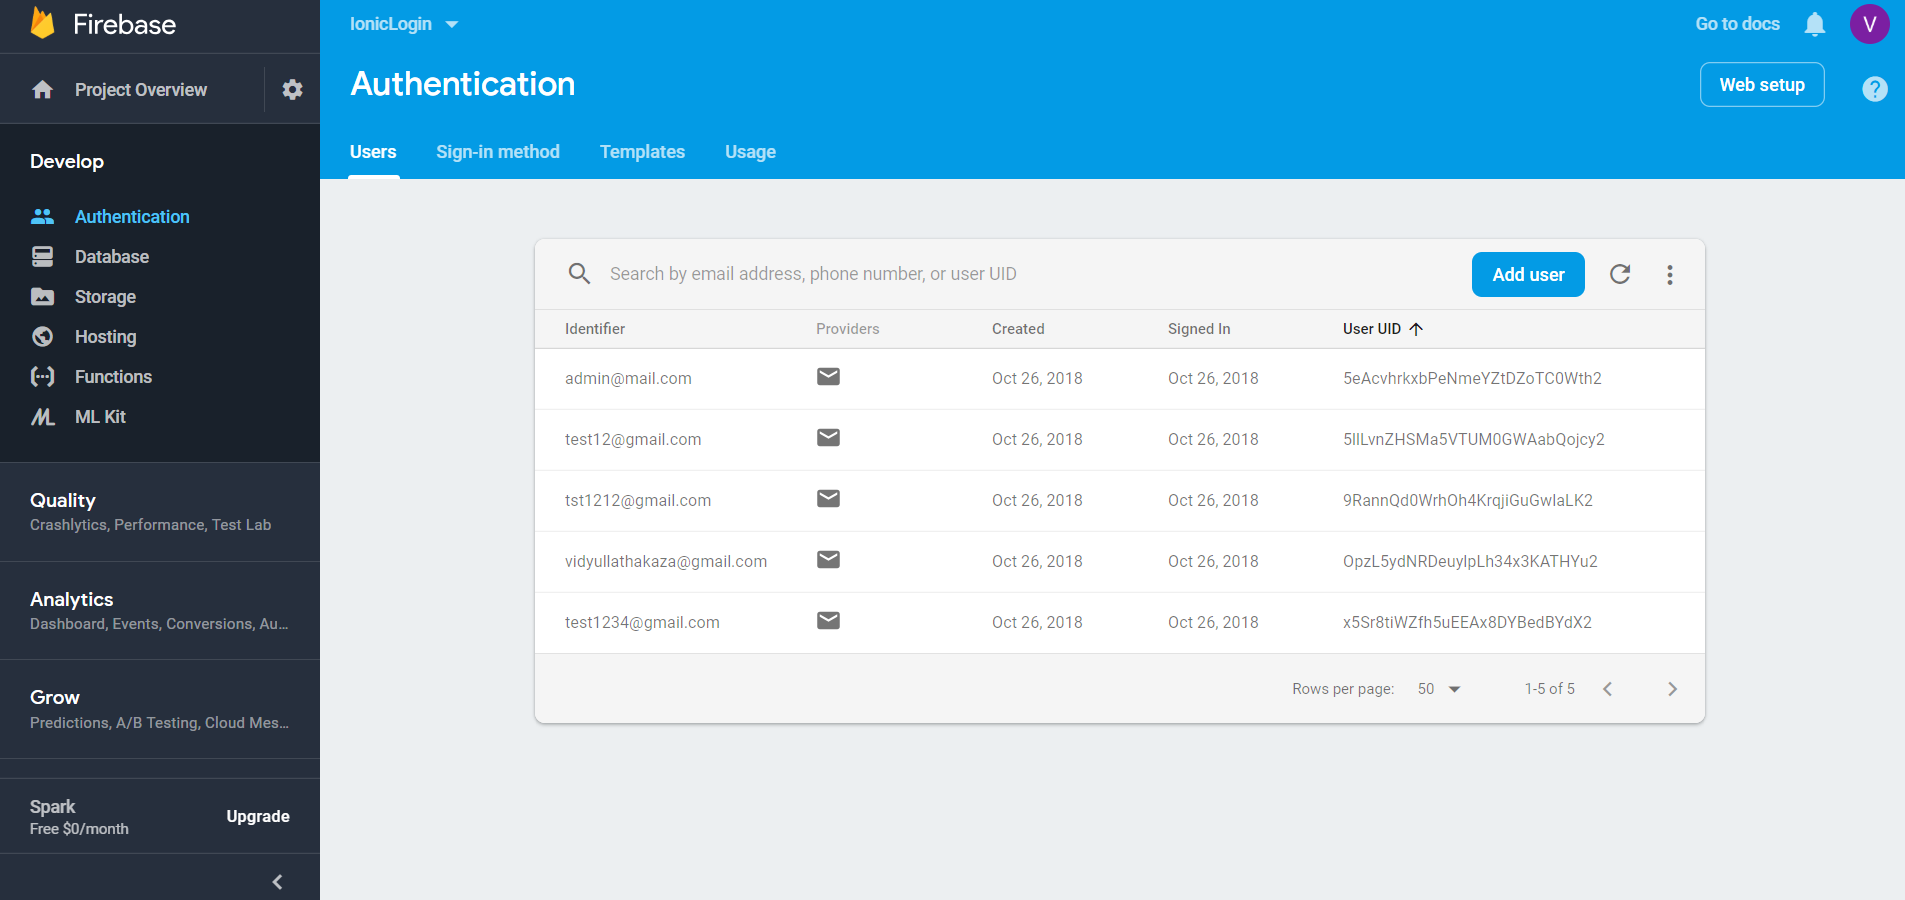 Firebase
IonicLogin
Go to docs
V
Project Overview
Authentication
Web setup
?
Users Sign-in method Templates Usage
Develop
Authentication
Database
Storage
Hosting
Functions
ML Kit
Quality
Crashlytics, Performance, Test Lab
Analytics
Dashboard, Events, Conversions, Au...
Grow
Predictions, A/B Testing, Cloud Mes...
Spark
Free $0/month
Upgrade
Search by email address, phone number, or user UID
Add user
Identifier Providers Created Signed In User UID
admin@mail.com Oct 26, 2018 Oct 26, 2018 5eAcvhrkxbPeNmeYZtDZoTC0Wth2
test12@gmail.com Oct 26, 2018 Oct 26, 2018
tst1212@gmail.com Oct 26, 2018 Oct 26, 2018
vidyullathakaza@gmail.com Oct 26, 2018 Oct 26, 2018
test1234@gmail.com Oct 26, 2018 Oct 26, 2018 x5Sr8tiWZfh5uEEAx8DYBedBYdX2
Rows per page: 50 1-5 of 5